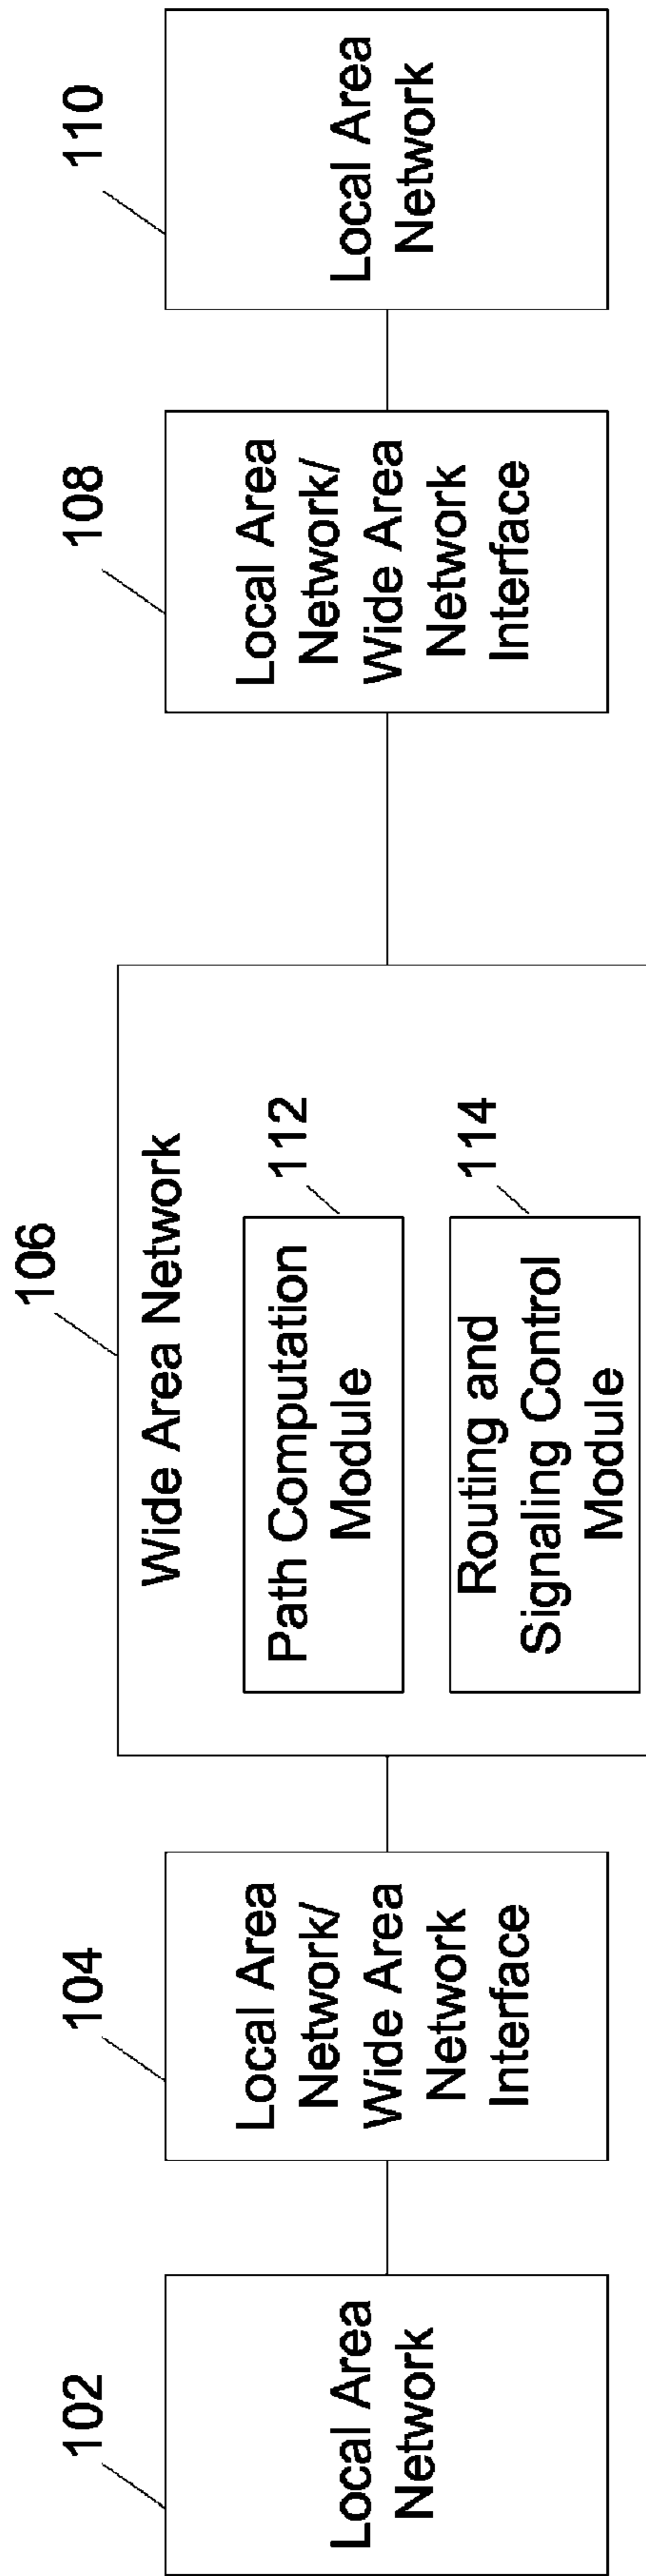 102
Local Area
Network
104
Local Area
Network/
Wide Area
Network
Interface
106
Wide Area Network
Path Computation
Module
112
Routing and
Signaling Control
Module
114
108
Local Area
Network/
Wide Area
Network
Interface
110
Local Area
Network